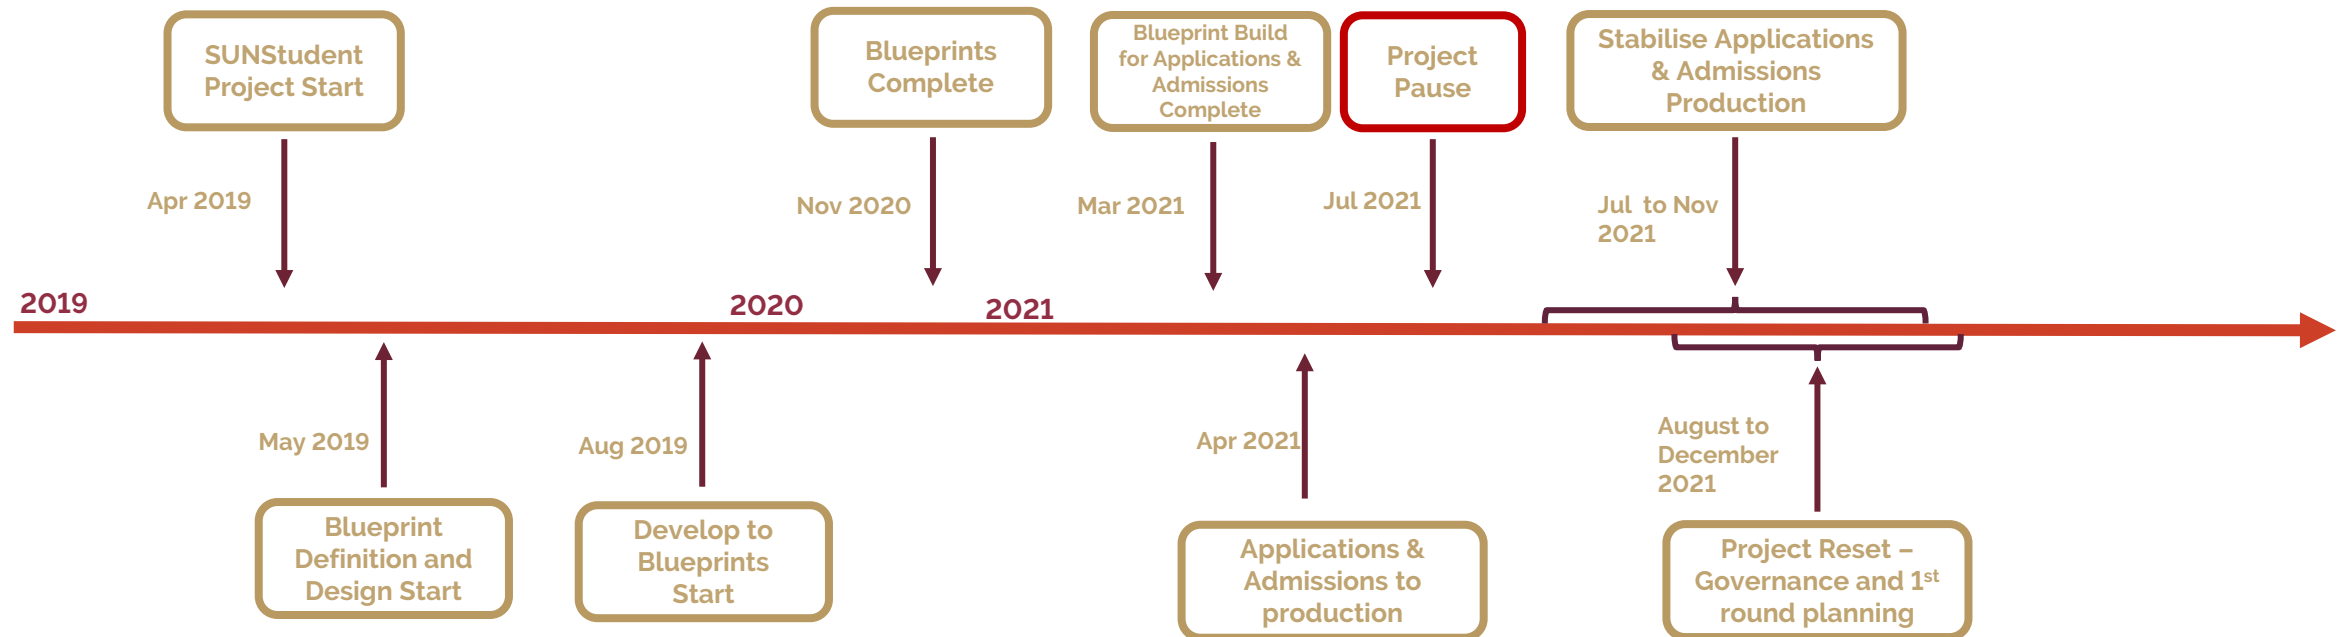 SUNStudent
Project Start
Blueprints
Complete
Blueprint Build
for Applications &
Admissions
Complete
Project
Pause
Stabilise Applications
& Admissions
Production
Apr 2019
Nov 2020
Mar 2021
Jul 2021
Jul  to Nov
2021
2019
2020
2021
May 2019
Aug 2019
Apr 2021
August to
December
2021
Blueprint
Definition and
Design Start
Develop to
Blueprints
Start
Applications &
Admissions to
production
Project Reset –
Governance and 1st
round planning